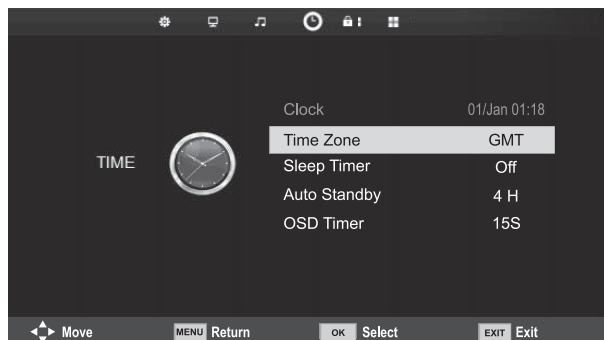 Clock 01/Jan 01:18
Time Zone GMT
TIME
Sleep Timer Off
Auto Standby 4 H
OSD Timer 15S
Move MENU Return OK Select EXIT Exit